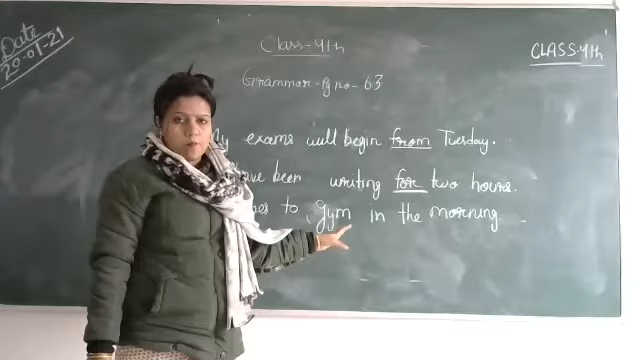 Date
20.01.21
Class-4th
CLASS-4th
Grammar-Pg no-63
My exams will begin from Tuesday.
have been writing for two hours.
to gym in the morning